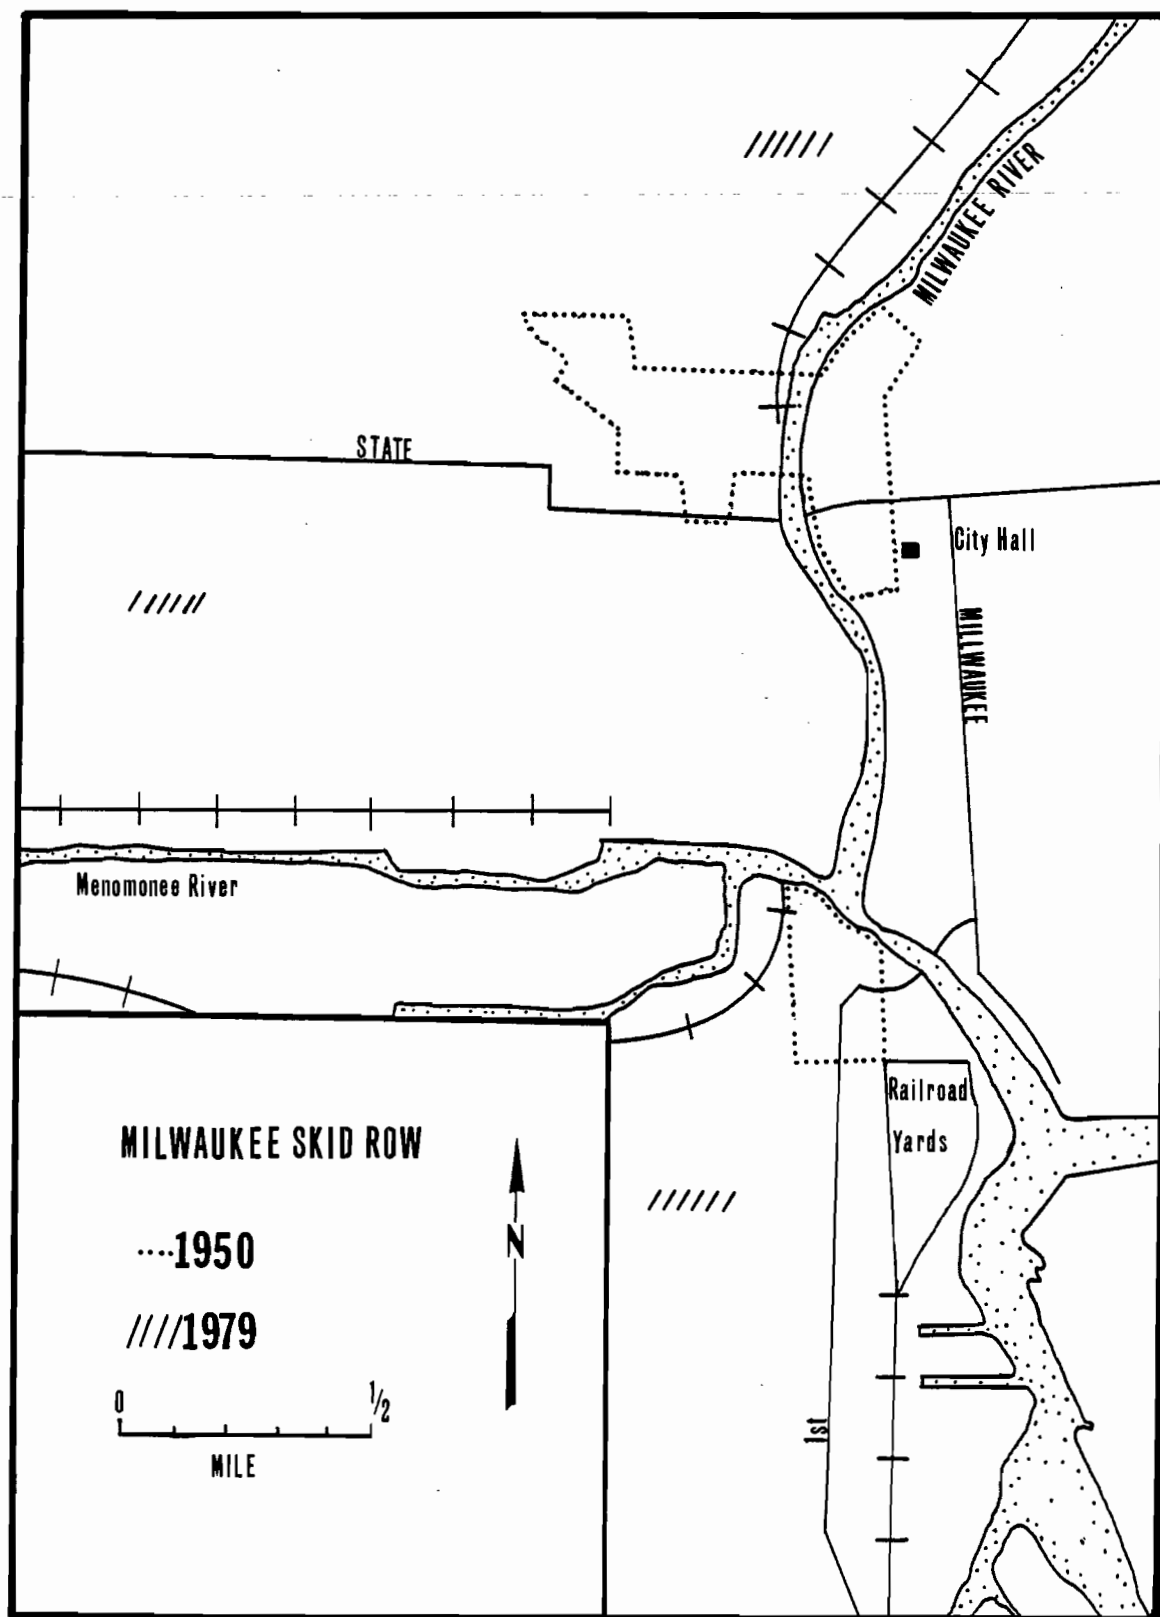 MILWAUKEE RIVER
STATE
City Hall
MILLWAUKEE
Menomonee River
Railroad
Yards
MILWAUKEE SKID ROW
....1950
////1979
N
0 1/2
MILE
1st